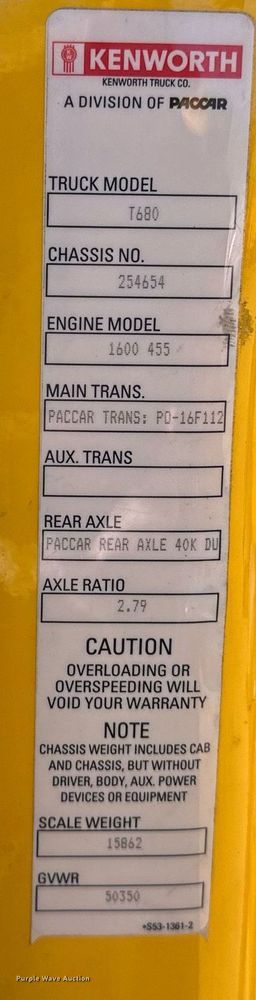 KENWORTH
KENWORTH TRUCK CO.
A DIVISION OF PACCAR
TRUCK MODEL
T680
CHASSIS NO.
254654
ENGINE MODEL
1600 455
MAIN TRANS.
PACCAR TRANS: PO-16F112
AUX. TRANS
REAR AXLE
PACCAR REAR AXLE 40K DU
AXLE RATIO
2.79
CAUTION
OVERLOADING OR
OVERSPEEDING WILL
VOID YOUR WARRANTY
NOTE
CHASSIS WEIGHT INCLUDES CAB
AND CHASSIS, BUT WITHOUT
DRIVER, BODY, AUX. POWER
DEVICES OR EQUIPMENT
SCALE WEIGHT
15862
GVWR
50350
*S53-1361-2
Purple Wave Auction